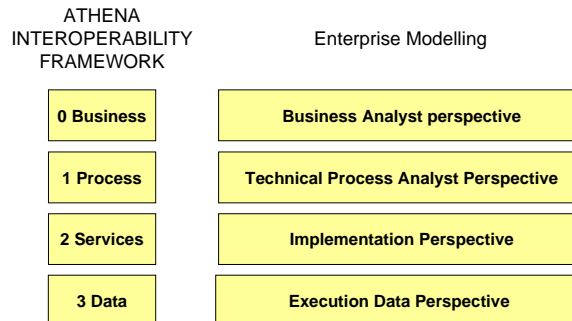 ATHENA
INTEROPERABILITY
FRAMEWORK
Enterprise Modelling
0 Business
Business Analyst perspective
1 Process
Technical Process Analyst Perspective
2 Services
Implementation Perspective
3 Data
Execution Data Perspective